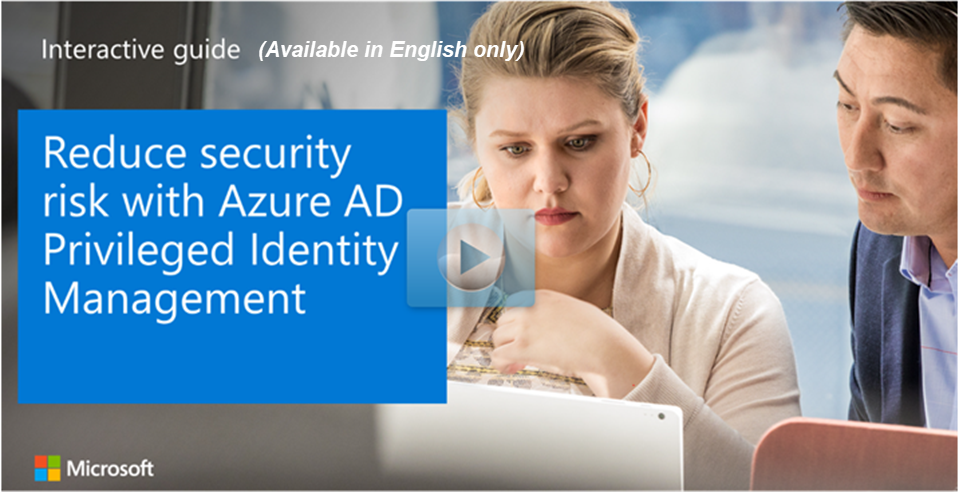 Interactive guide (Available in English only)
Reduce security
risk with Azure AD
Privileged Identity
Management
Microsoft